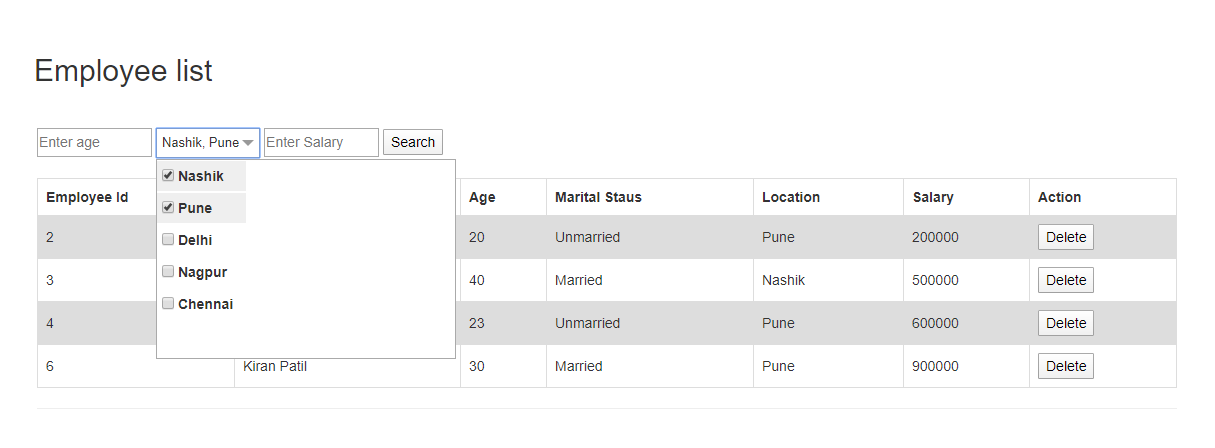 Employee list
Enter age Nashik, Pune Enter Salary Search
Nashik
Pune
Delhi
Nagpur
Chennai
Employee Id Age Marital Staus Location Salary Action
2 20 Unmarried Pune 200000 Delete
3 40 Married Nashik 500000 Delete
4 23 Unmarried Pune 600000 Delete
6 Kiran Patil 30 Married Pune 900000 Delete